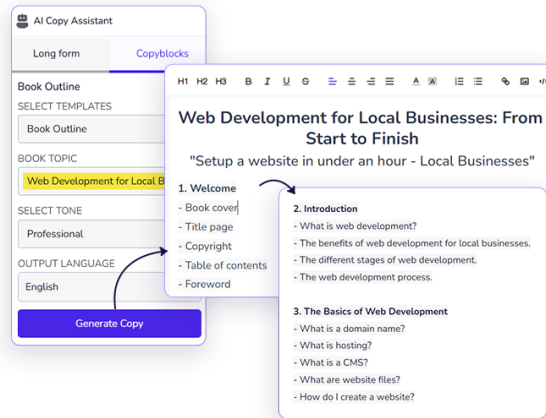 AI Copy Assistant
Long form
Copyblocks
Book Outline
SELECT TEMPLATES
Book Outline
BOOK TOPIC
Web Development for Local B
SELECT TONE
Professional
OUTPUT LANGUAGE
English
Generate Copy
H1 H2 H3 B I U S A A
Web Development for Local Businesses: From
Start to Finish
"Setup a website in under an hour - Local Businesses"
1. Welcome
- Book cover
- Title page
- Copyright
- Table of contents
- Foreword
2. Introduction
- What is web development?
- The benefits of web development for local businesses.
- The different stages of web development.
- The web development process.
3. The Basics of Web Development
- What is a domain name?
- What is hosting?
- What is a CMS?
- What are website files?
- How do I create a website?